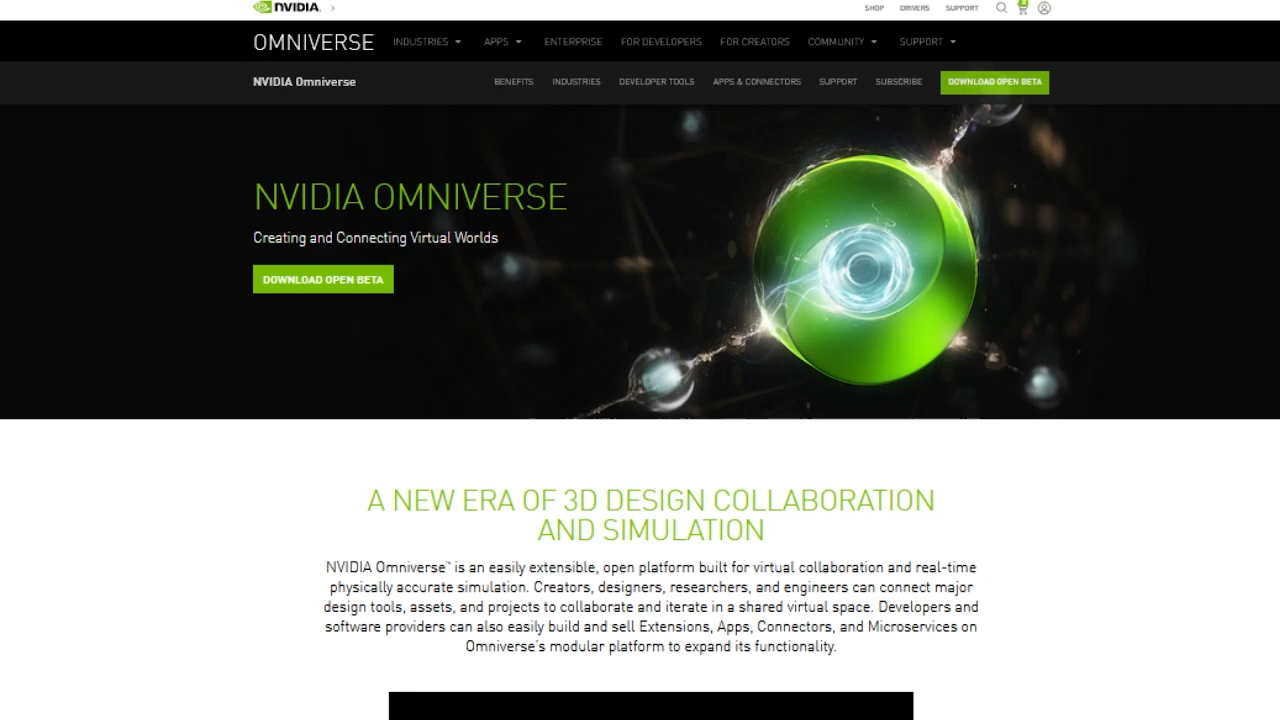 NVIDIA.
SHOP DRIVERS SUPPORT
OMNIVERSE INDUSTRIES APPS ENTERPRISE FOR DEVELOPERS FOR CREATORS COMMUNITY SUPPORT
NVIDIA Omniverse BENEFITS INDUSTRIES DEVELOPER TOOLS APPS & CONNECTORS SUPPORT SUBSCRIBE DOWNLOAD OPEN BETA
NVIDIA OMNIVERSE
Creating and Connecting Virtual Worlds
DOWNLOAD OPEN BETA
A NEW ERA OF 3D DESIGN COLLABORATION
AND SIMULATION
NVIDIA Omniverse™ is an easily extensible, open platform built for virtual collaboration and real-time
physically accurate simulation. Creators, designers, researchers, and engineers can connect major
design tools, assets, and projects to collaborate and iterate in a shared virtual space. Developers and
software providers can also easily build and sell Extensions, Apps, Connectors, and Microservices on
Omniverse's modular platform to expand its functionality.